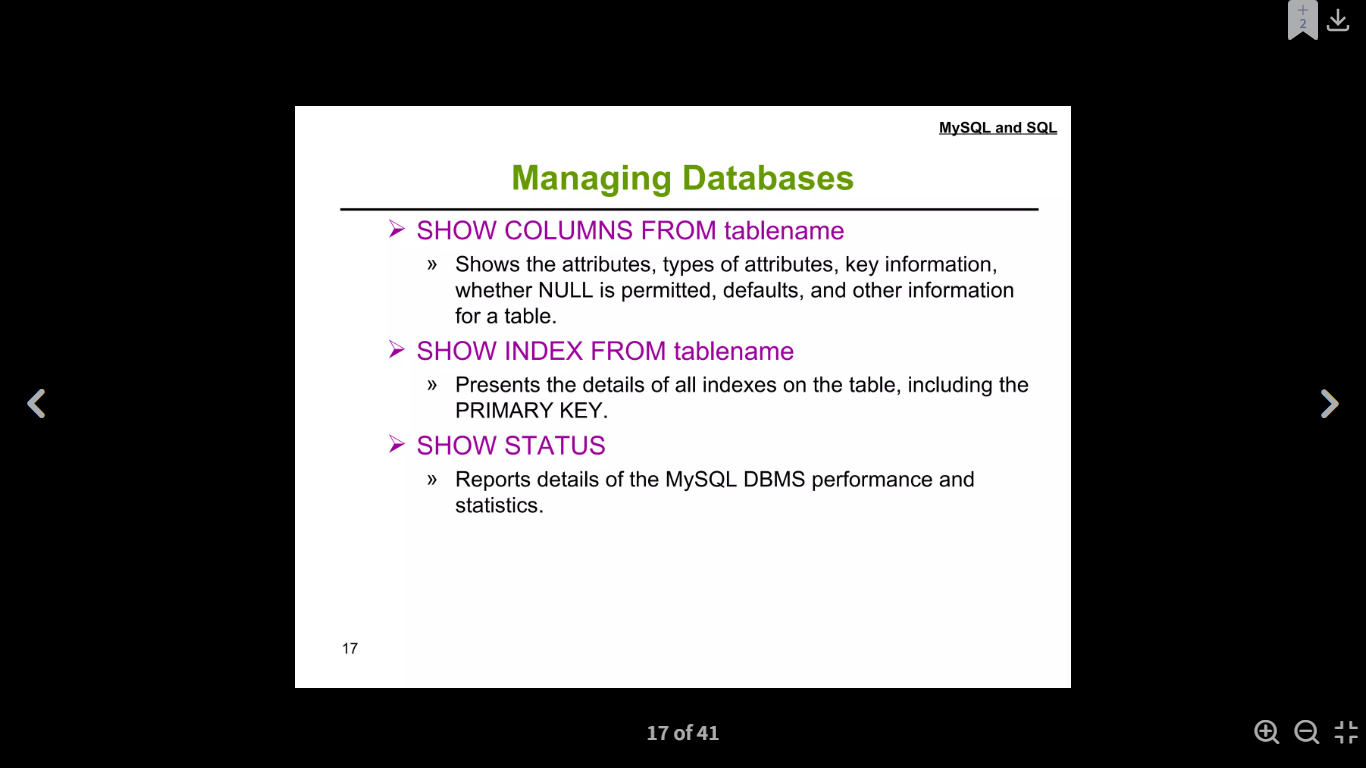 +
2
MySQL and SQL
Managing Databases
➢ SHOW COLUMNS FROM tablename
» Shows the attributes, types of attributes, key information,
whether NULL is permitted, defaults, and other information
for a table.
➢ SHOW INDEX FROM tablename
» Presents the details of all indexes on the table, including the
PRIMARY KEY.
➢ SHOW STATUS
» Reports details of the MySQL DBMS performance and
statistics.
17
17 of 41